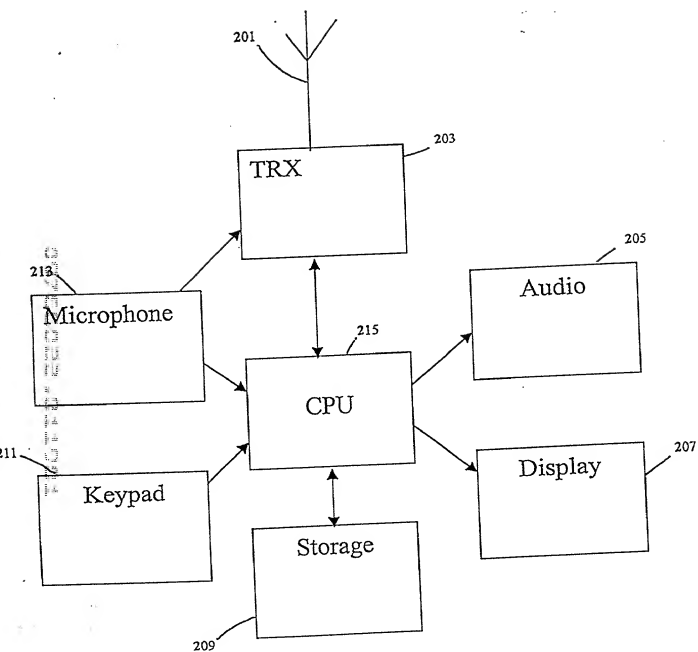 201
203
TRX
205
213
Audio
Microphone
215
CPU
211
207
Display
Keypad
Storage
209